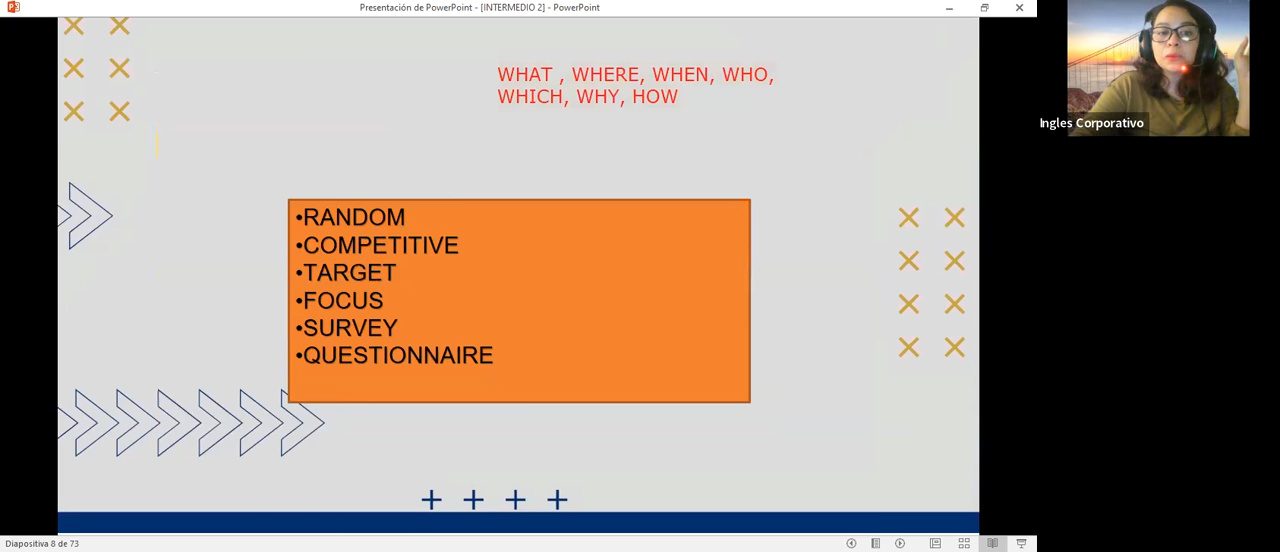 Presentación de PowerPoint - [INTERMEDIO 2] - PowerPoint
WHAT , WHERE, WHEN, WHO,
WHICH, WHY, HOW
Ingles Corporativo
•RANDOM
•COMPETITIVE
•TARGET
•FOCUS
•SURVEY
•QUESTIONNAIRE
Diapositiva 8 de 73